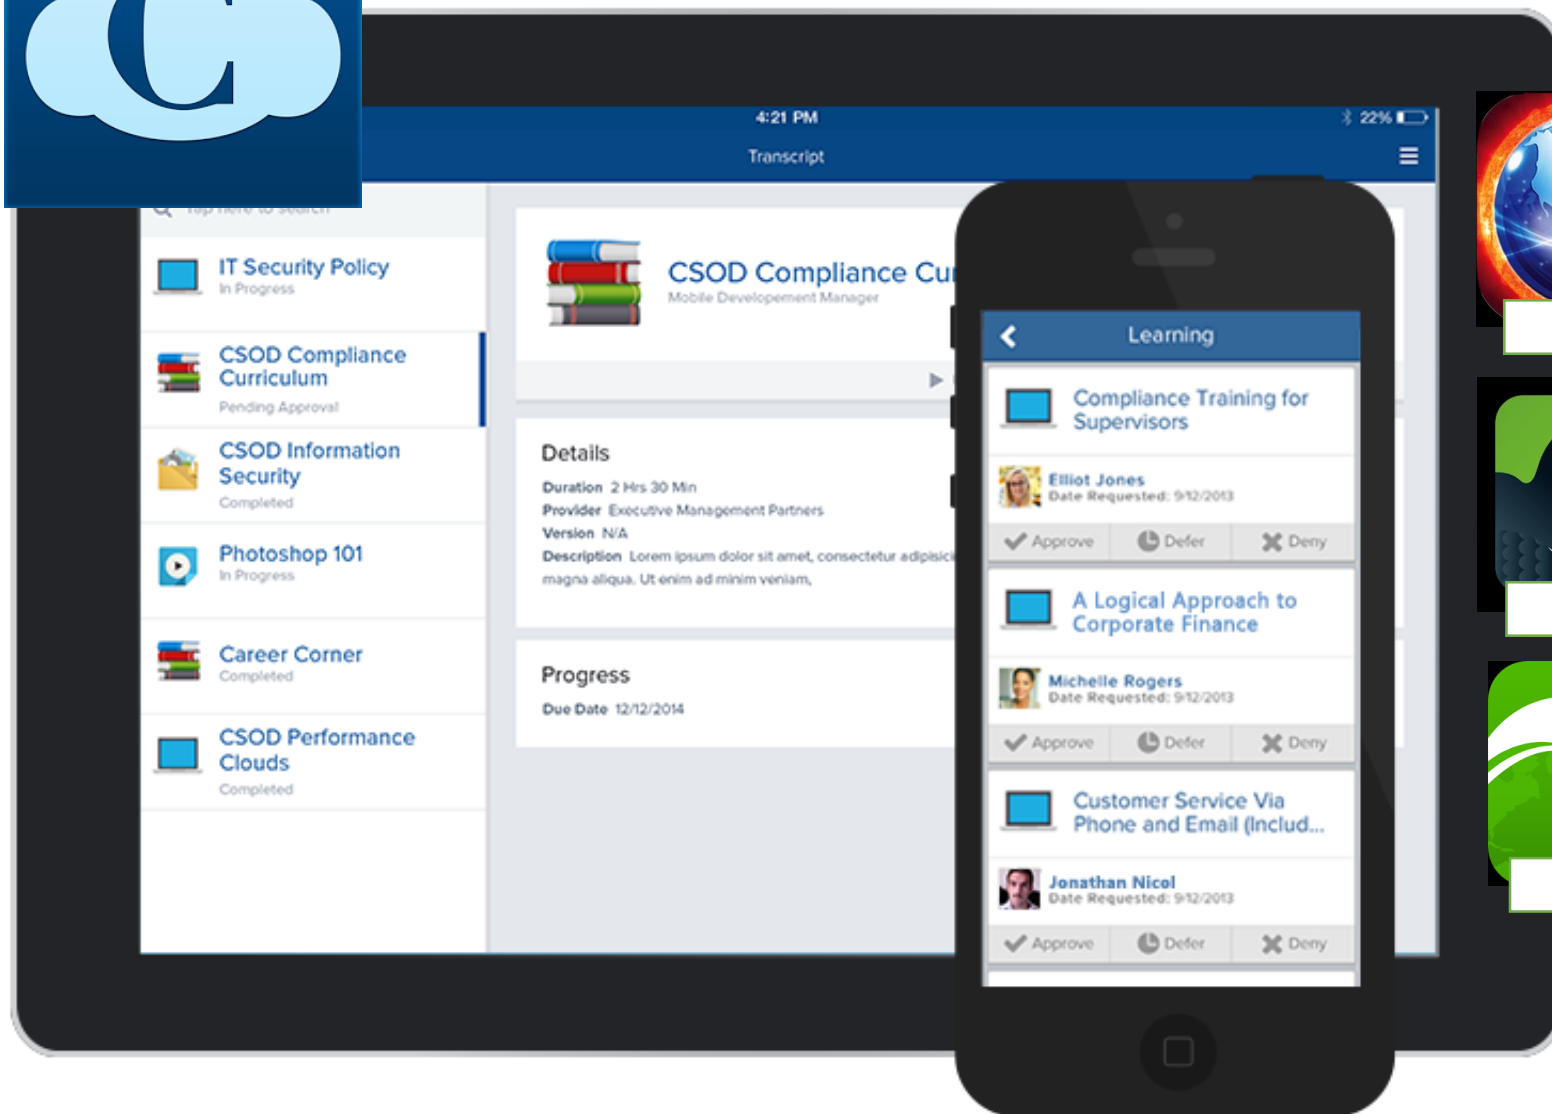 C
4:21 PM
22%
Transcript
Tap here to search
IT Security Policy
In Progress
CSOD Compliance
Curriculum
Pending Approval
CSOD Information
Security
Completed
Photoshop 101
In Progress
Career Corner
Completed
CSOD Performance
Clouds
Completed
CSOD Compliance Cu
Mobile Developement Manager
Details
Duration 2 Hrs 30 Min
Provider Executive Management Partners
Version N/A
Description Lorem ipsum dolor sit amet, consectetur adipisici
magna aliqua. Ut enim ad minim veniam,
Progress
Due Date 12/12/2014
Learning
Compliance Training for
Supervisors
Elliot Jones
Date Requested: 9/12/2013
Approve Defer Deny
A Logical Approach to
Corporate Finance
Michelle Rogers
Date Requested: 9/12/2013
Approve Defer Deny
Customer Service Via
Phone and Email (Includ...
Jonathan Nicol
Date Requested: 9/12/2013
Approve Defer Deny